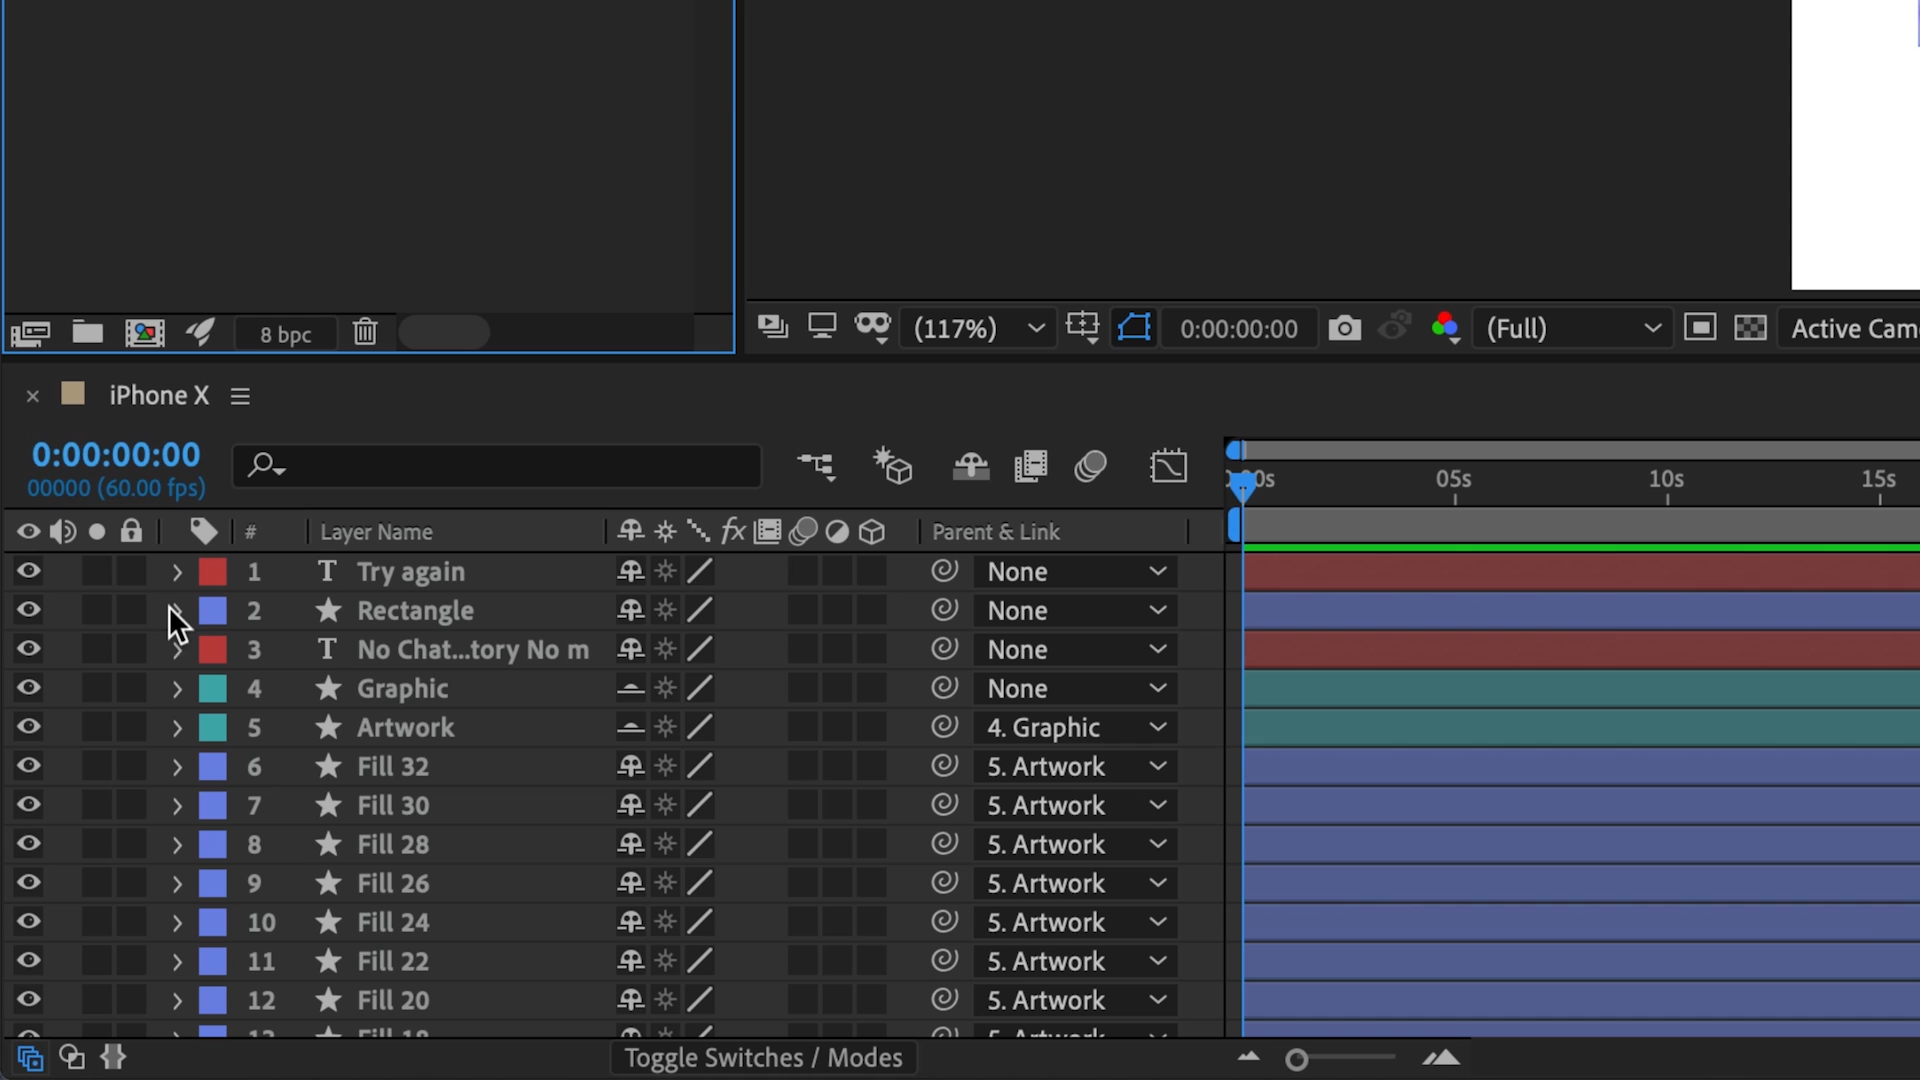 8 bpc
(117%)
0:00:00:00
(Full)
Active Cam
iPhone X
0:00:00:00
00000 (60.00 fps)
05s
10s
15s
#
Layer Name
fx
Parent & Link
1 T Try again None
2 Rectangle None
3 T No Chat...tory No m None
4 Graphic None
5 Artwork 4. Graphic
6 Fill 32 5. Artwork
7 Fill 30 5. Artwork
8 Fill 28 5. Artwork
9 Fill 26 5. Artwork
10 Fill 24 5. Artwork
11 Fill 22 5. Artwork
12 Fill 20 5. Artwork
Toggle Switches / Modes